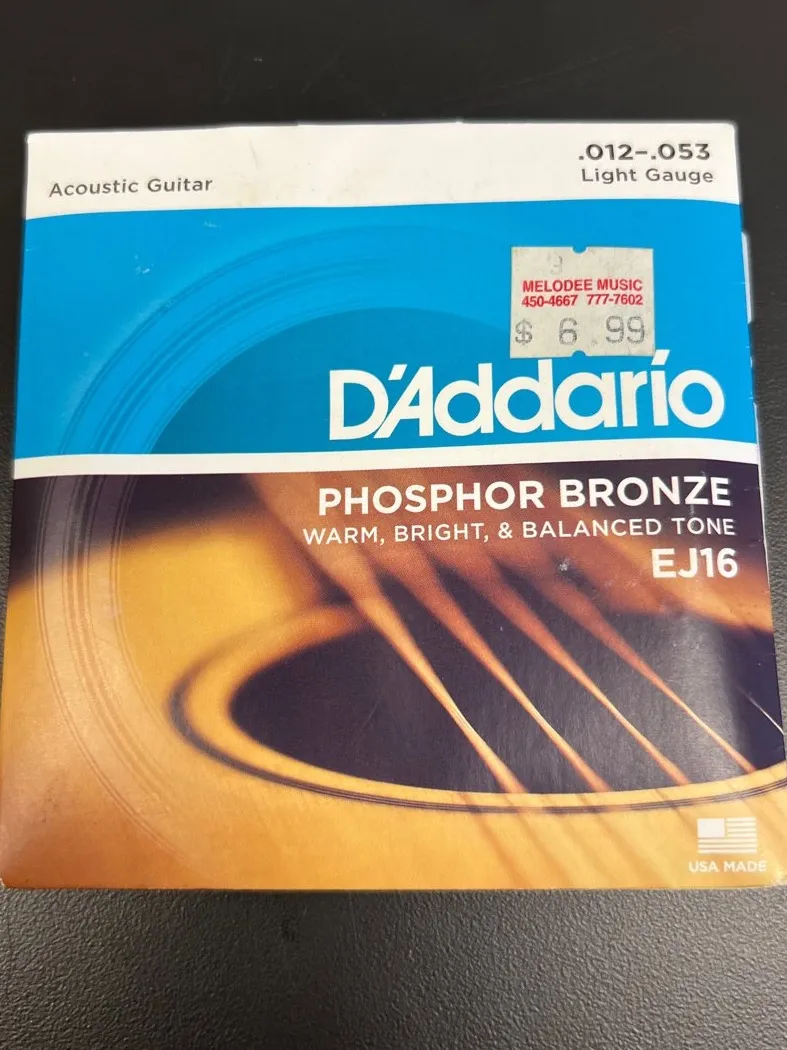 Acoustic Guitar
.012–.053
Light Gauge
MELODEE MUSIC
450-4667 777-7602
$ 6.99
D'Addario
PHOSPHOR BRONZE
WARM, BRIGHT, & BALANCED TONE
EJ16
USA MADE